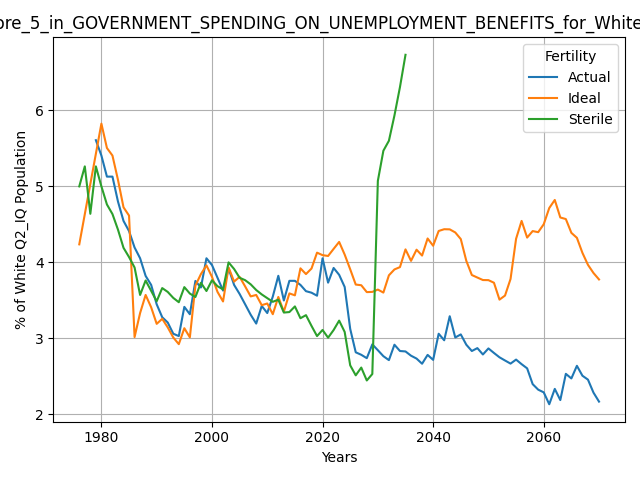 ore_5_in_GOVERNMENT_SPENDING_ON_UNEMPLOYMENT_BENEFITS_for_White
Fertility
Actual
Ideal
Sterile
% of White Q2_IQ Population
6
5
4
3
2
1980
2000
2020
2040
2060
Years